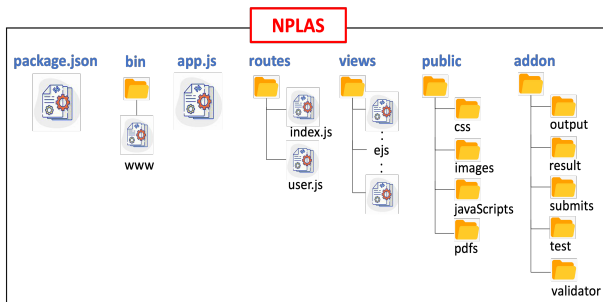 NPLAS
package.json
bin
www
app.js
routes
index.js
user.js
views
:
ejs
:
public
css
images
javaScripts
pdfs
addon
output
result
submits
test
validator